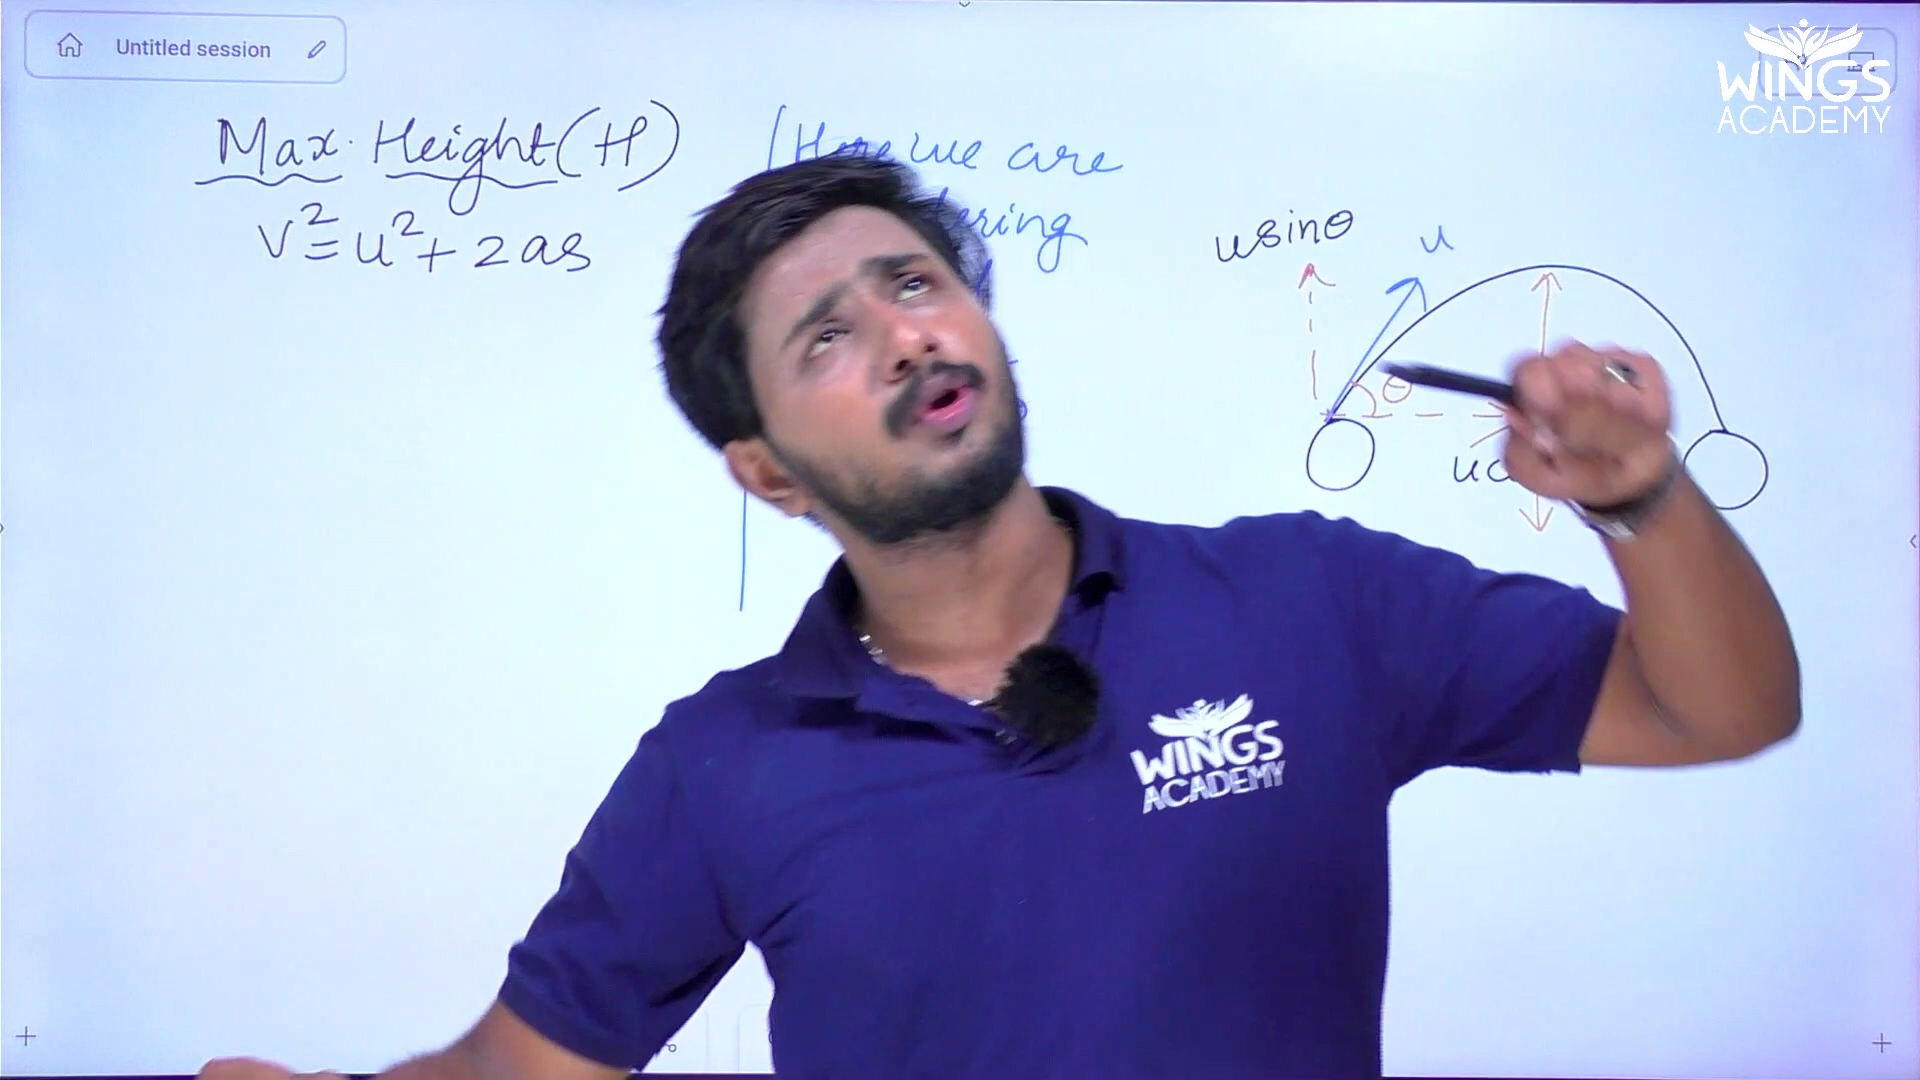 Untitled session
WINGS
ACADEMY
Max. Height (H)
(Here we are
v² = u² + 2as
usinθ
u
θ
WINGS
ACADEMY